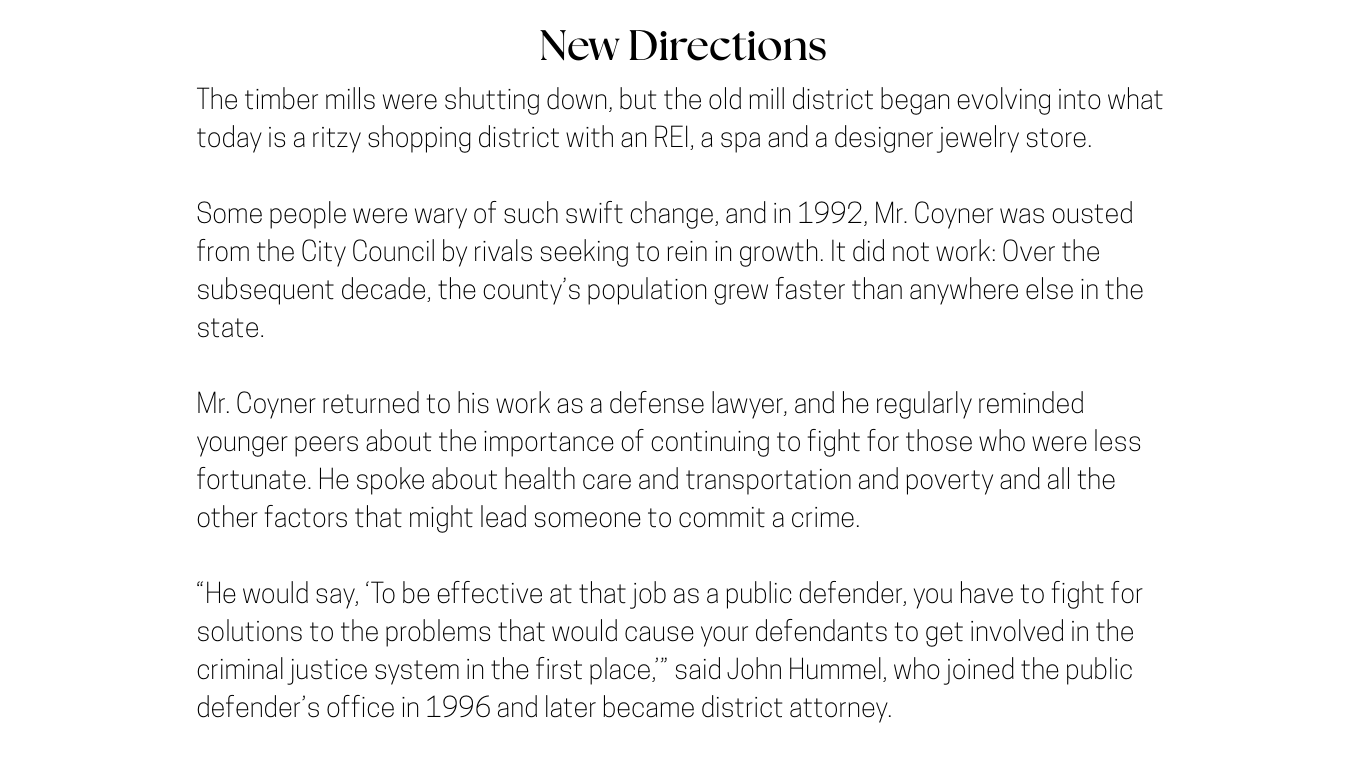 New Directions
The timber mills were shutting down, but the old mill district began evolving into what
today is a ritzy shopping district with an REI, a spa and a designer jewelry store.
Some people were wary of such swift change, and in 1992, Mr. Coyner was ousted
from the City Council by rivals seeking to rein in growth. It did not work: Over the
subsequent decade, the county’s population grew faster than anywhere else in the
state.
Mr. Coyner returned to his work as a defense lawyer, and he regularly reminded
younger peers about the importance of continuing to fight for those who were less
fortunate. He spoke about health care and transportation and poverty and all the
other factors that might lead someone to commit a crime.
“He would say, ‘To be effective at that job as a public defender, you have to fight for
solutions to the problems that would cause your defendants to get involved in the
criminal justice system in the first place,’” said John Hummel, who joined the public
defender’s office in 1996 and later became district attorney.